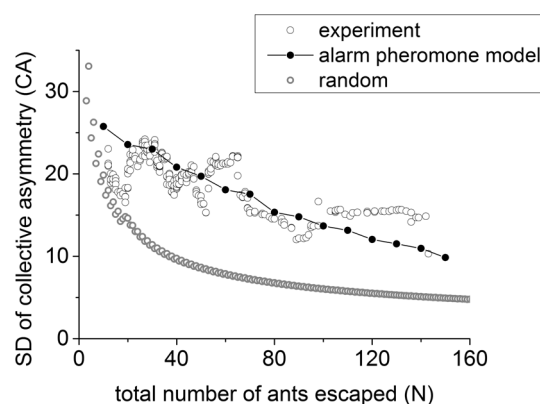 experiment
alarm pheromone model
random
SD of collective asymmetry (CA)
30
20
10
0
0
40
80
120
160
total number of ants escaped (N)